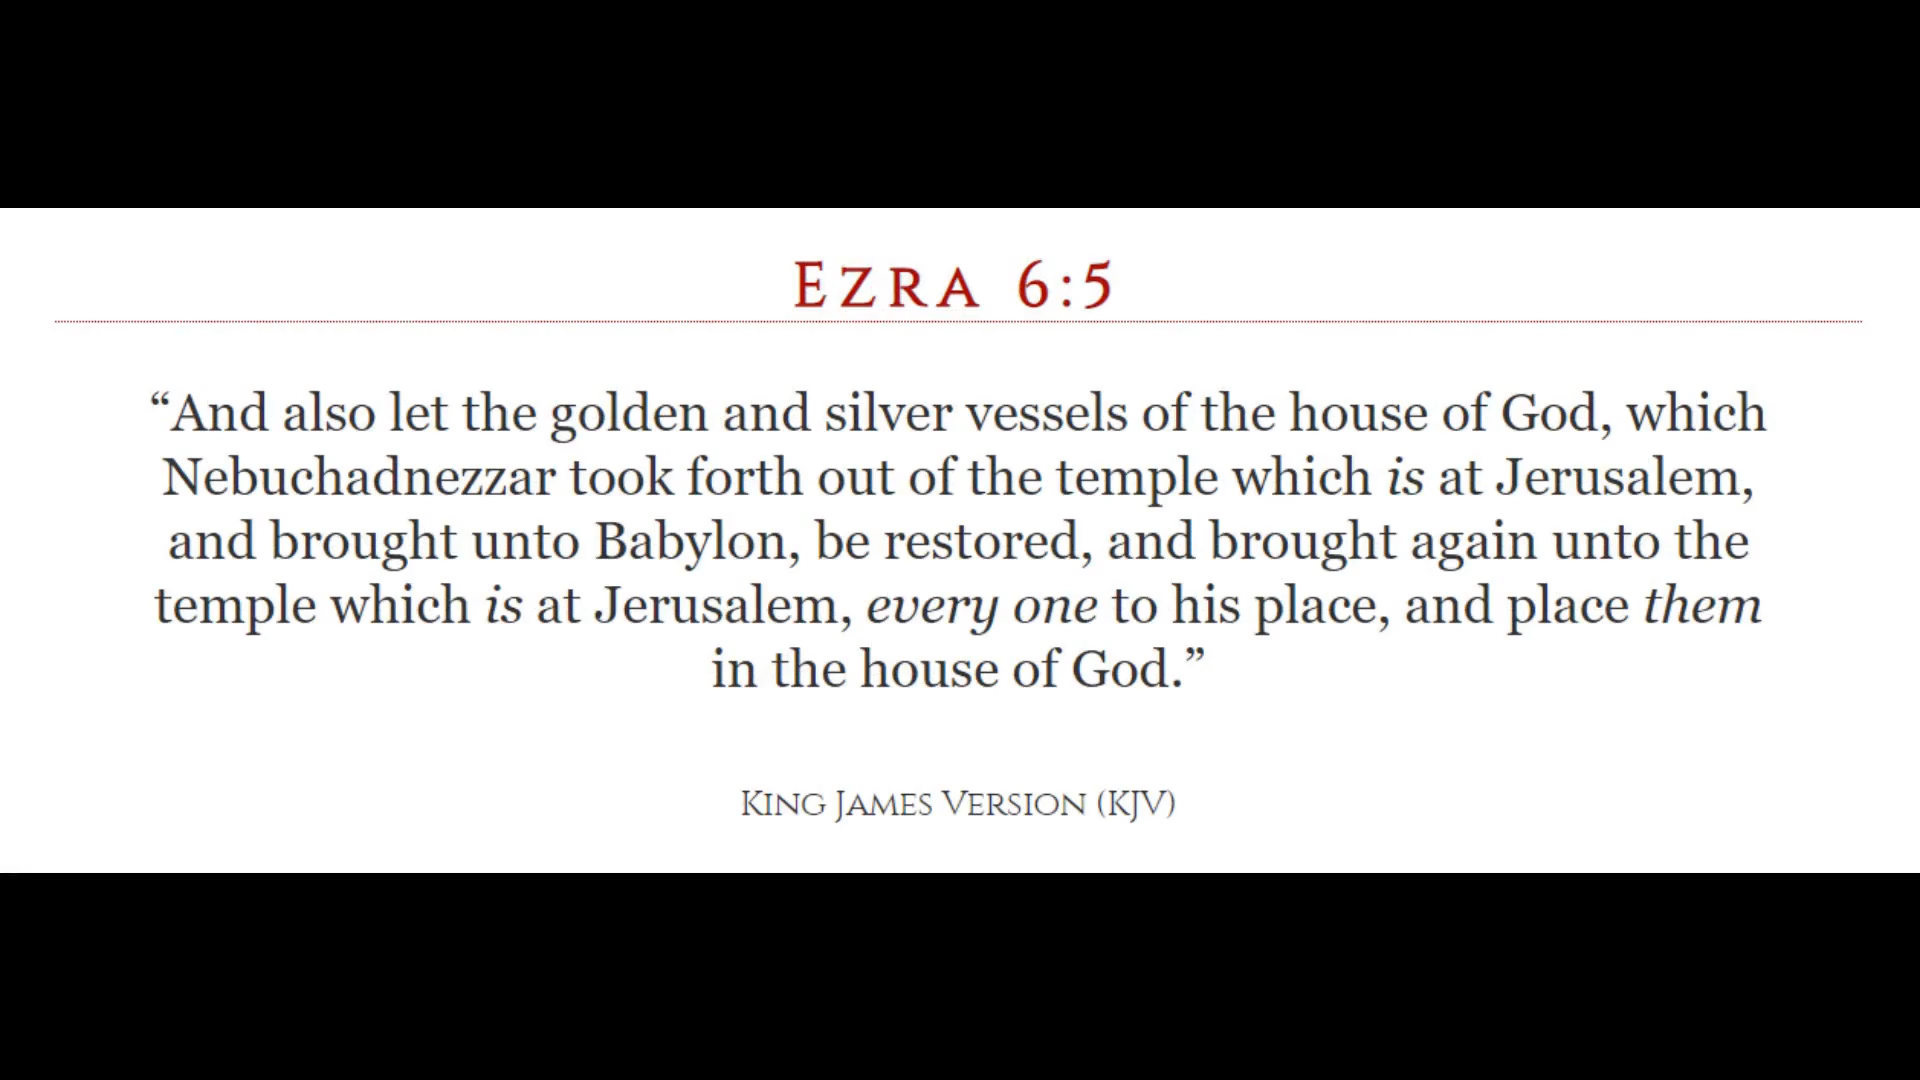 Ezra 6:5
“And also let the golden and silver vessels of the house of God, which
Nebuchadnezzar took forth out of the temple which is at Jerusalem,
and brought unto Babylon, be restored, and brought again unto the
temple which is at Jerusalem, every one to his place, and place them
in the house of God.”
King James Version (KJV)